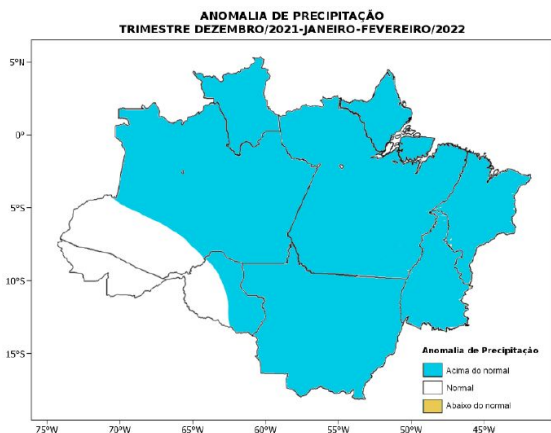 ANOMALIA DE PRECIPITAÇÃO
TRIMESTRE DEZEMBRO/2021-JANEIRO-FEVEREIRO/2022
5°N
0°
5°S
10°S
15°S
Anomalia de Precipitação
Acima do normal
Normal
Abaixo do normal
75°W 70°W 65°W 60°W 55°W 50°W 45°W